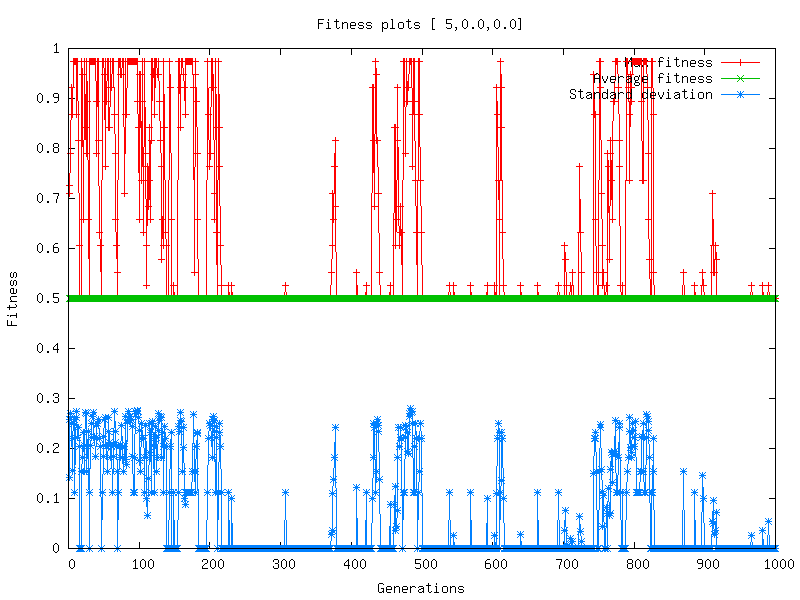 Fitness plots [ 5,0.0,0.0]
Max fitness
Average fitness
Standard deviation
1
0.9
0.8
0.7
0.6
0.5
0.4
0.3
0.2
0.1
0
Fitness
0 100 200 300 400 500 600 700 800 900 1000
Generations